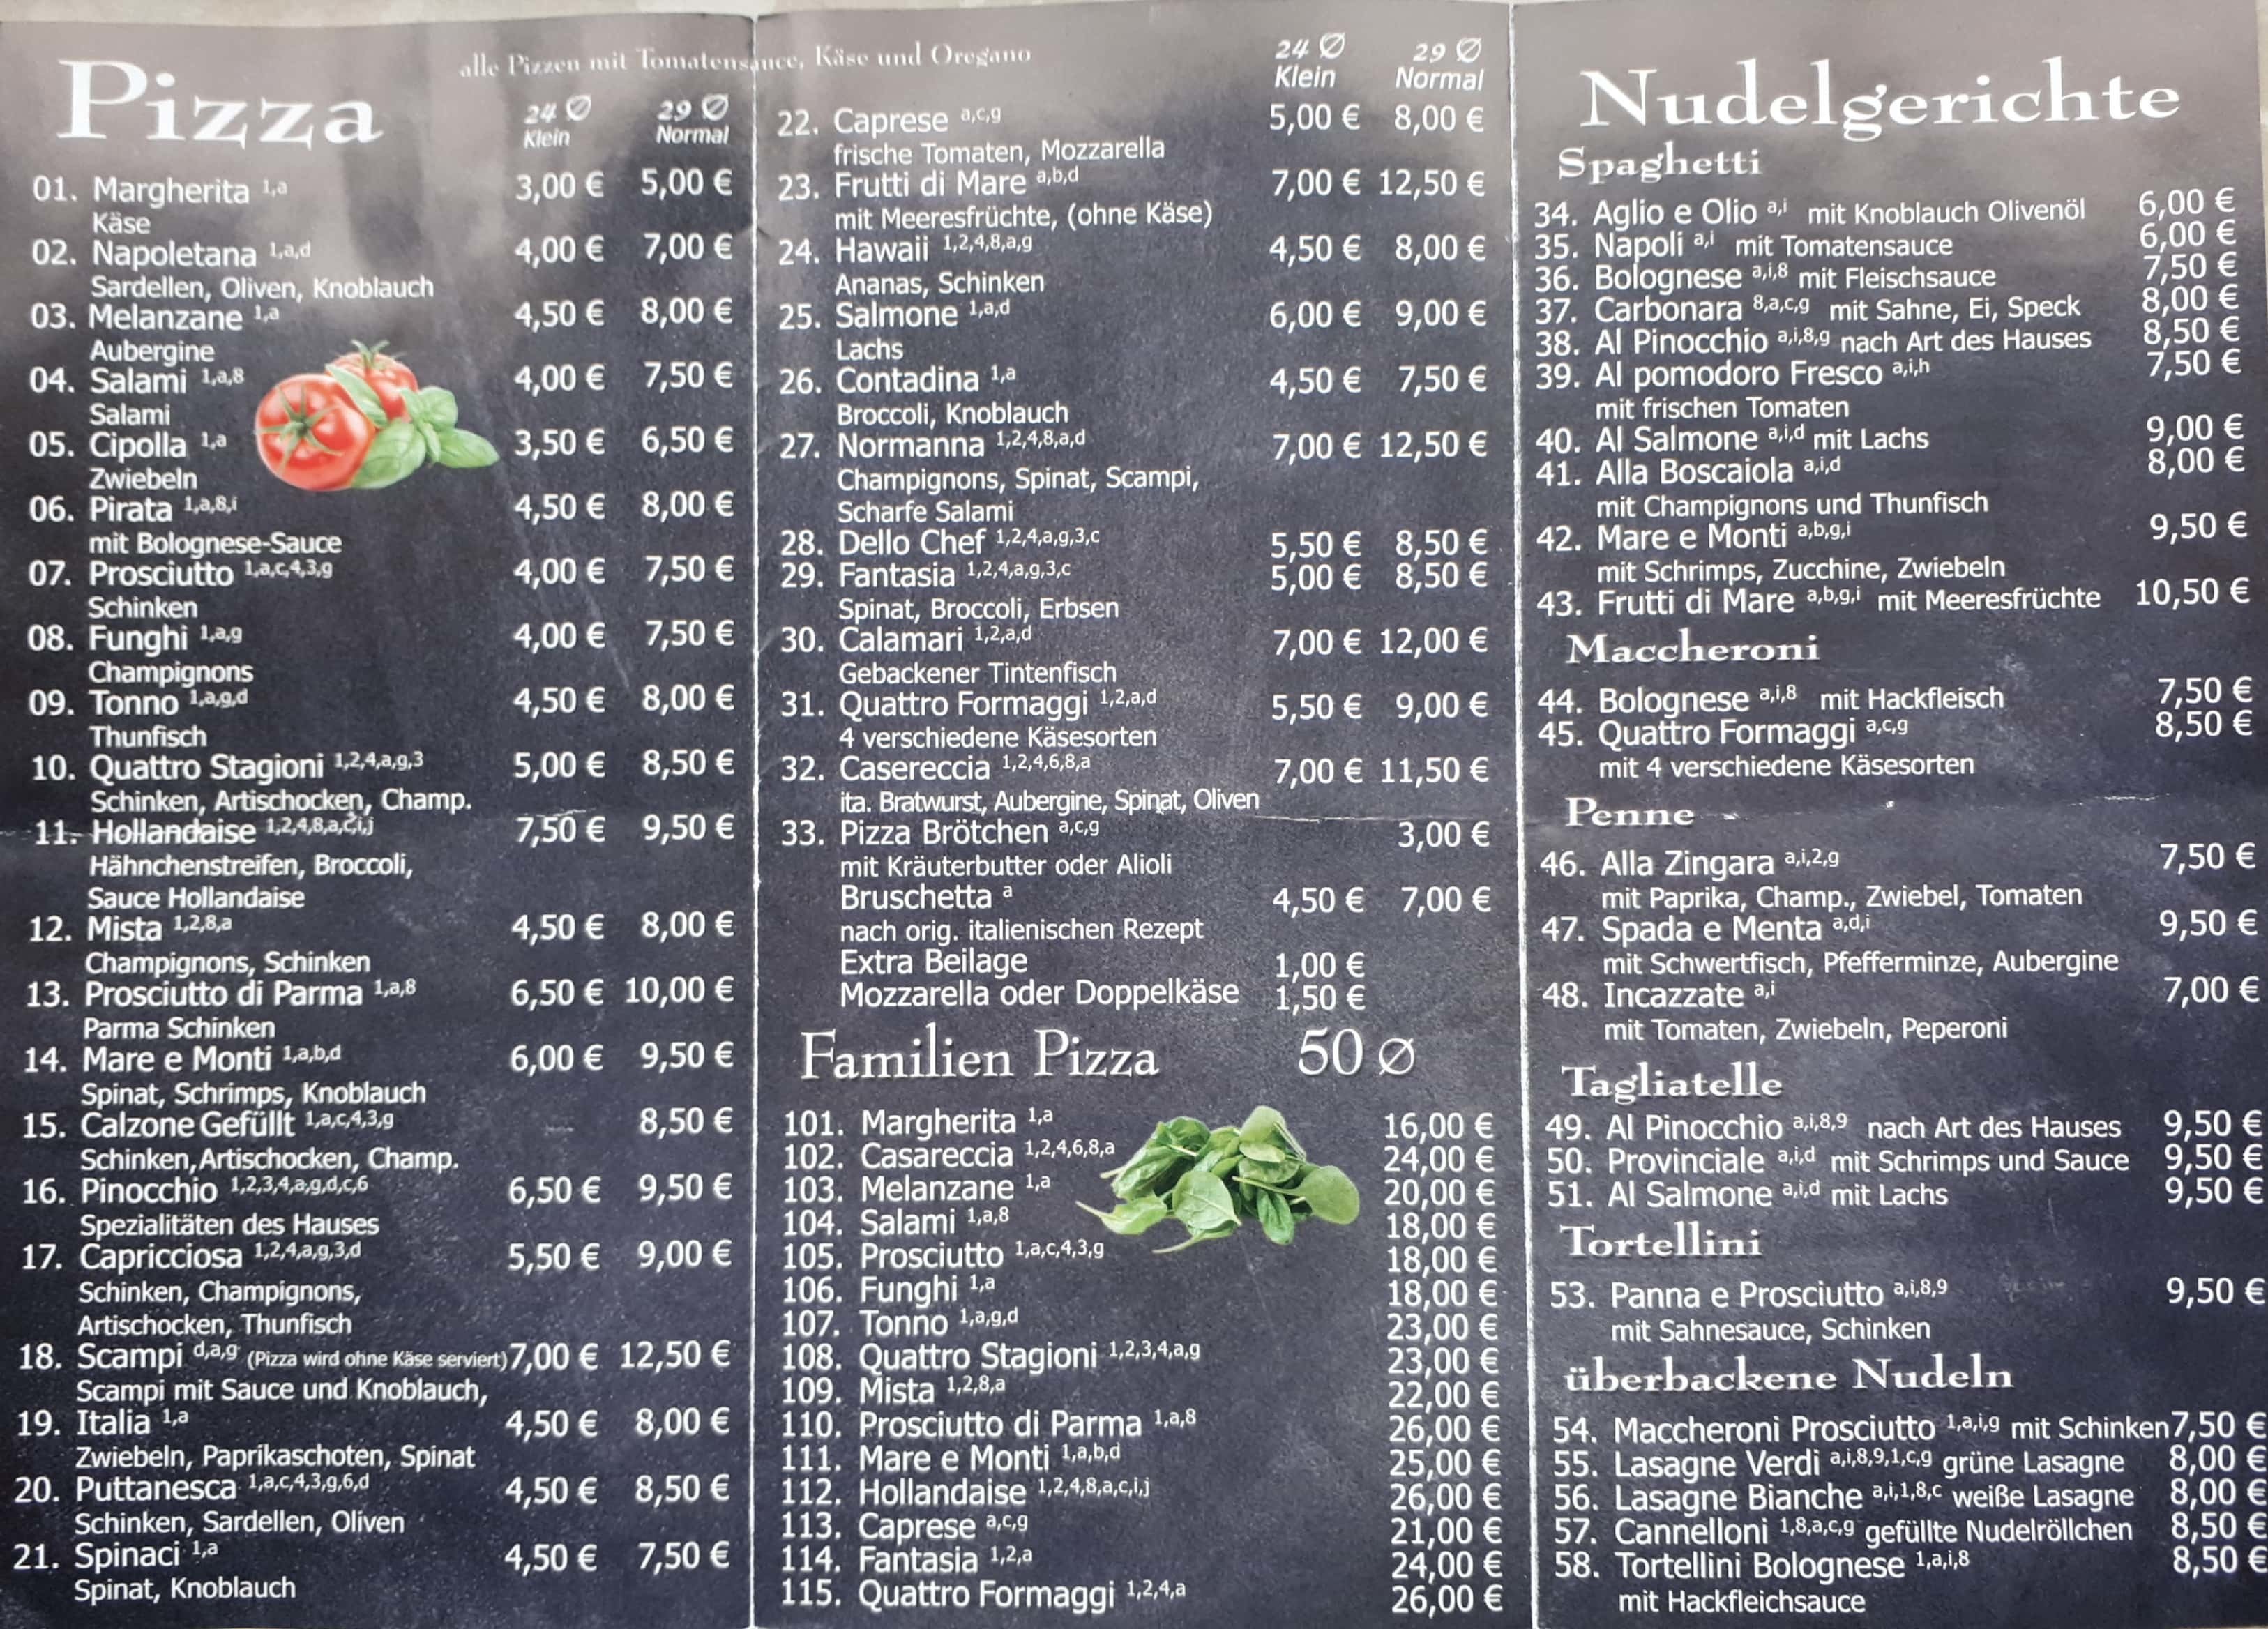 Pizza
alle Pizzen mit Tomatensauce, Käse und Oregano
24 Ø 29 Ø
Klein Normal
01. Margherita 1,a 3,00 € 5,00 €
Käse
02. Napoletana 1,a,d 4,00 € 7,00 €
Sardellen, Oliven, Knoblauch
03. Melanzane 1,a 4,50 € 8,00 €
Aubergine
04. Salami 1,a,8 4,00 € 7,50 €
Salami
05. Cipolla 1,a 3,50 € 6,50 €
Zwiebeln
06. Pirata 1,a,8,i 4,50 € 8,00 €
mit Bolognese-Sauce
07. Prosciutto 1,a,c,4,3,g 4,00 € 7,50 €
Schinken
08. Funghi 1,a,g 4,00 € 7,50 €
Champignons
09. Tonno 1,a,g,d 4,50 € 8,00 €
Thunfisch
10. Quattro Stagioni 1,2,4,a,g,3 5,00 € 8,50 €
Schinken, Artischocken, Champ.
11. Hollandaise 1,2,4,8,a,c,i,j 7,50 € 9,50 €
Hähnchenstreifen, Broccoli,
Sauce Hollandaise
12. Mista 1,2,8,a 4,50 € 8,00 €
Champignons, Schinken
13. Prosciutto di Parma 1,a,8 6,50 € 10,00 €
Parma Schinken
14. Mare e Monti 1,a,b,d 6,00 € 9,50 €
Spinat, Schrimps, Knoblauch
15. Calzone Gefüllt 1,a,c,4,3,g 8,50 €
Schinken, Artischocken, Champ.
16. Pinocchio 1,2,3,4,a,g,d,c,6 6,50 € 9,50 €
Spezialitäten des Hauses
17. Capricciosa 1,2,4,a,g,3,d 5,50 € 9,00 €
Schinken, Champignons,
Artischocken, Thunfisch
18. Scampi d,a,g (Pizza wird ohne Käse serviert) 7,00 € 12,50 €
Scampi mit Sauce und Knoblauch,
19. Italia 1,a 4,50 € 8,00 €
Zwiebeln, Paprikaschoten, Spinat
20. Puttanesca 1,a,c,4,3,g,6,d 4,50 € 8,50 €
Schinken, Sardellen, Oliven
21. Spinaci 1,a 4,50 € 7,50 €
Spinat, Knoblauch
24 Ø 29 Ø
Klein Normal
22. Caprese a,c,g 5,00 € 8,00 €
frische Tomaten, Mozzarella
23. Frutti di Mare a,b,d 7,00 € 12,50 €
mit Meeresfrüchte, (ohne Käse)
24. Hawaii 1,2,4,8,a,g 4,50 € 8,00 €
Ananas, Schinken
25. Salmone 1,a,d 6,00 € 9,00 €
Lachs
26. Contadina 1,a 4,50 € 7,50 €
Broccoli, Knoblauch
27. Normanna 1,2,4,8,a,d 7,00 € 12,50 €
Champignons, Spinat, Scampi,
Scharfe Salami
28. Dello Chef 1,2,4,a,g,3,c 5,50 € 8,50 €
29. Fantasia 1,2,4,a,g,3,c 5,00 € 8,50 €
Spinat, Broccoli, Erbsen
30. Calamari 1,2,a,d 7,00 € 12,00 €
Gebackener Tintenfisch
31. Quattro Formaggi 1,2,a,d 5,50 € 9,00 €
4 verschiedene Käsesorten
32. Casereccia 1,2,4,6,8,a 7,00 € 11,50 €
ita. Bratwurst, Aubergine, Spinat, Oliven
33. Pizza Brötchen a,c,g 3,00 €
mit Kräuterbutter oder Alioli
Bruschetta a 4,50 € 7,00 €
nach orig. italienischen Rezept
Extra Beilage 1,00 €
Mozzarella oder Doppelkäse 1,50 €
Familien Pizza 50 Ø
101. Margherita 1,a 16,00 €
102. Casareccia 1,2,4,6,8,a 24,00 €
103. Melanzane 1,a 20,00 €
104. Salami 1,a,8 18,00 €
105. Prosciutto 1,a,c,4,3,g 18,00 €
106. Funghi 1,a 18,00 €
107. Tonno 1,a,g,d 23,00 €
108. Quattro Stagioni 1,2,3,4,a,g 23,00 €
109. Mista 1,2,8,a 22,00 €
110. Prosciutto di Parma 1,a,8 26,00 €
111. Mare e Monti 1,a,b,d 25,00 €
112. Hollandaise 1,2,4,8,a,c,i,j 26,00 €
113. Caprese a,c,g 21,00 €
114. Fantasia 1,2,a 24,00 €
115. Quattro Formaggi 1,2,4,a 26,00 €
Nudelgerichte
Spaghetti
34. Aglio e Olio a,i mit Knoblauch Olivenöl 6,00 €
35. Napoli a,i mit Tomatensauce 6,00 €
36. Bolognese a,i,8 mit Fleischsauce 7,50 €
37. Carbonara 8,a,c,g mit Sahne, Ei, Speck 8,00 €
38. Al Pinocchio a,i,8,g nach Art des Hauses 8,50 €
39. Al pomodoro Fresco a,i,h 7,50 €
mit frischen Tomaten
40. Al Salmone a,i,d mit Lachs 9,00 €
41. Alla Boscaiola a,i,d 8,00 €
mit Champignons und Thunfisch
42. Mare e Monti a,b,g,i 9,50 €
mit Schrimps, Zucchine, Zwiebeln
43. Frutti di Mare a,b,g,i mit Meeresfrüchte 10,50 €
Maccheroni
44. Bolognese a,i,8 mit Hackfleisch 7,50 €
45. Quattro Formaggi a,c,g 8,50 €
mit 4 verschiedene Käsesorten
Penne
46. Alla Zingara a,i,2,g 7,50 €
mit Paprika, Champ., Zwiebel, Tomaten
47. Spada e Menta a,d,i 9,50 €
mit Schwertfisch, Pfefferminze, Aubergine
48. Incazzate a,i 7,00 €
mit Tomaten, Zwiebeln, Peperoni
Tagliatelle
49. Al Pinocchio a,i,8,9 nach Art des Hauses 9,50 €
50. Provinciale a,i,d mit Schrimps und Sauce 9,50 €
51. Al Salmone a,i,d mit Lachs 9,50 €
Tortellini
53. Panna e Prosciutto a,i,8,9 9,50 €
mit Sahnesauce, Schinken
überbackene Nudeln
54. Maccheroni Prosciutto 1,a,i,g mit Schinken 7,50 €
55. Lasagne Verdi a,i,8,9,1,c,g grüne Lasagne 8,00 €
56. Lasagne Bianche a,i,1,8,c weiße Lasagne 8,00 €
57. Cannelloni 1,8,a,c,g gefüllte Nudelröllchen 8,50 €
58. Tortellini Bolognese 1,a,i,8 8,50 €
mit Hackfleichsauce